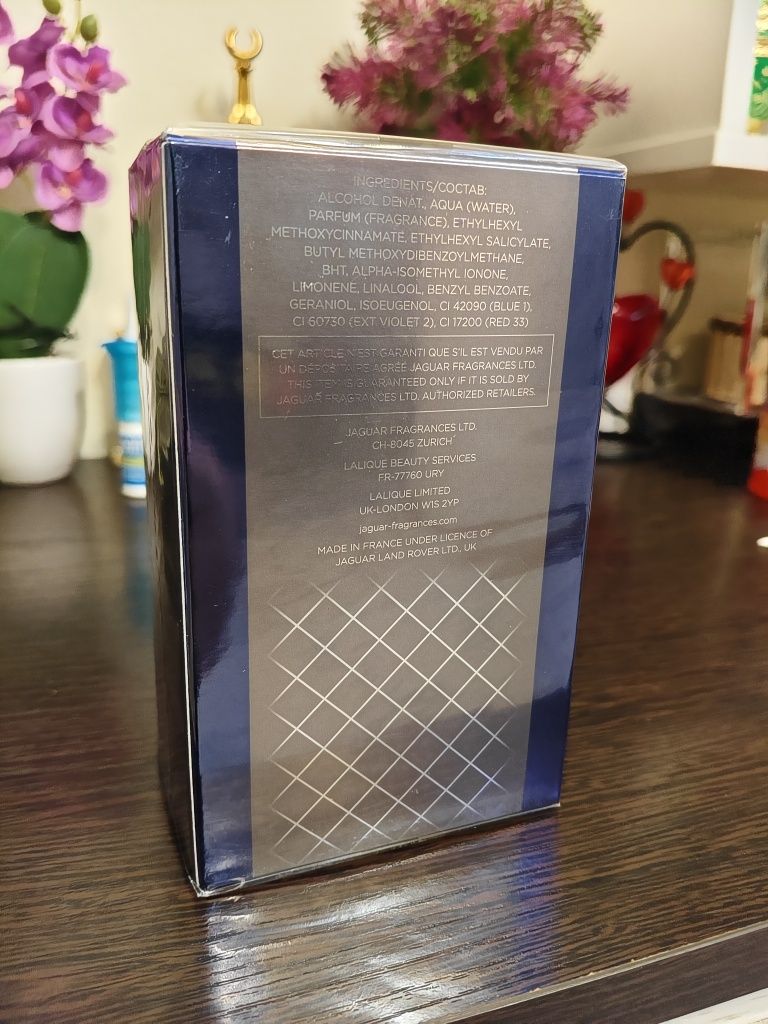 INGREDIENTS/СОСТАВ:
ALCOHOL DENAT., AQUA (WATER),
PARFUM (FRAGRANCE), ETHYLHEXYL
METHOXYCINNAMATE, ETHYLHEXYL SALICYLATE,
BUTYL METHOXYDIBENZOYLMETHANE,
BHT, ALPHA-ISOMETHYL IONONE,
LIMONENE, LINALOOL, BENZYL BENZOATE,
GERANIOL, ISOEUGENOL, CI 42090 (BLUE 1),
CI 60730 (EXT VIOLET 2), CI 17200 (RED 33)
CET ARTICLE N'EST GARANTI QUE S'IL EST VENDU PAR
UN DÉPOSITAIRE AGRÉÉ JAGUAR FRAGRANCES LTD.
THIS ITEM IS GUARANTEED ONLY IF IT IS SOLD BY
JAGUAR FRAGRANCES LTD. AUTHORIZED RETAILERS.
JAGUAR FRAGRANCES LTD.
CH-8045 ZURICH
LALIQUE BEAUTY SERVICES
FR-77760 URY
LALIQUE LIMITED
UK-LONDON W1S 2YP
jaguar-fragrances.com
MADE IN FRANCE UNDER LICENCE OF
JAGUAR LAND ROVER LTD., UK